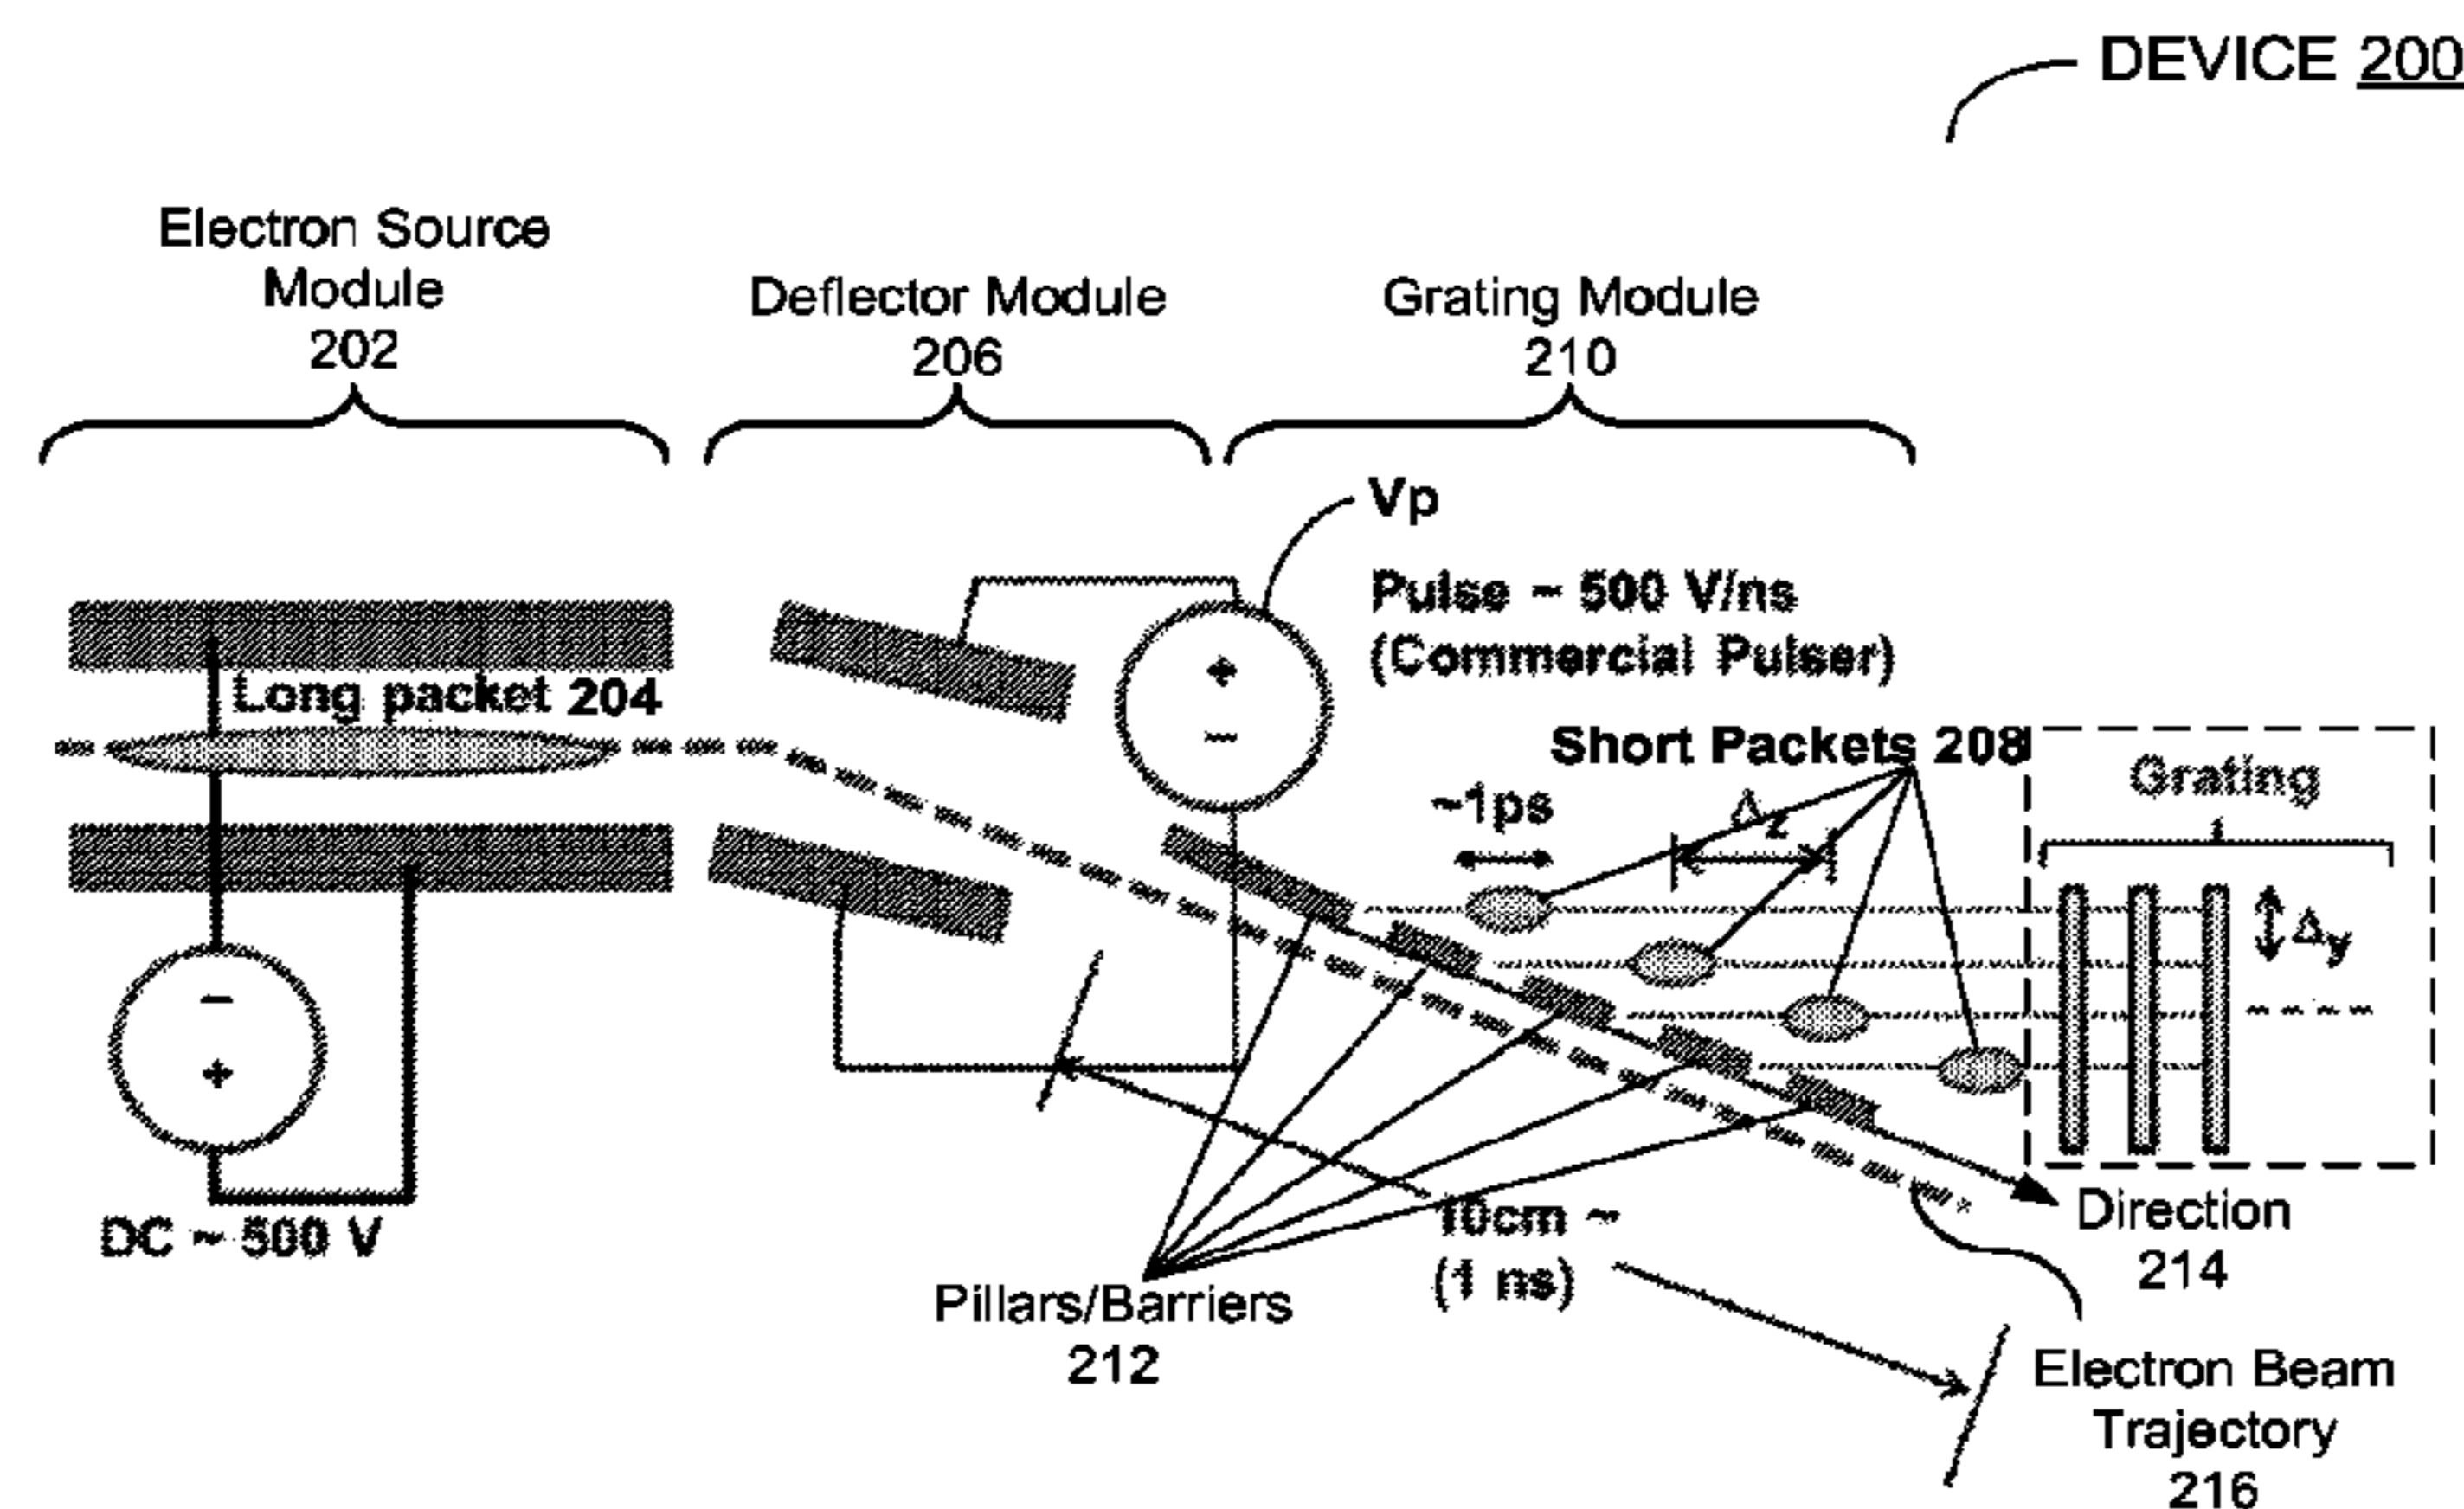 DEVICE 200
Electron Source
Module
202
Deflector Module
206
Grating Module
210
Vp
Pulse ~ 500 V/ns
(Commercial Pulser)
+
−
Long packet 204
Short Packets 208
~1ps
Δz
Grating
Δy
−
+
DC ~ 500 V
10cm ~
(1 ns)
Pillars/Barriers
212
Direction
214
Electron Beam
Trajectory
216